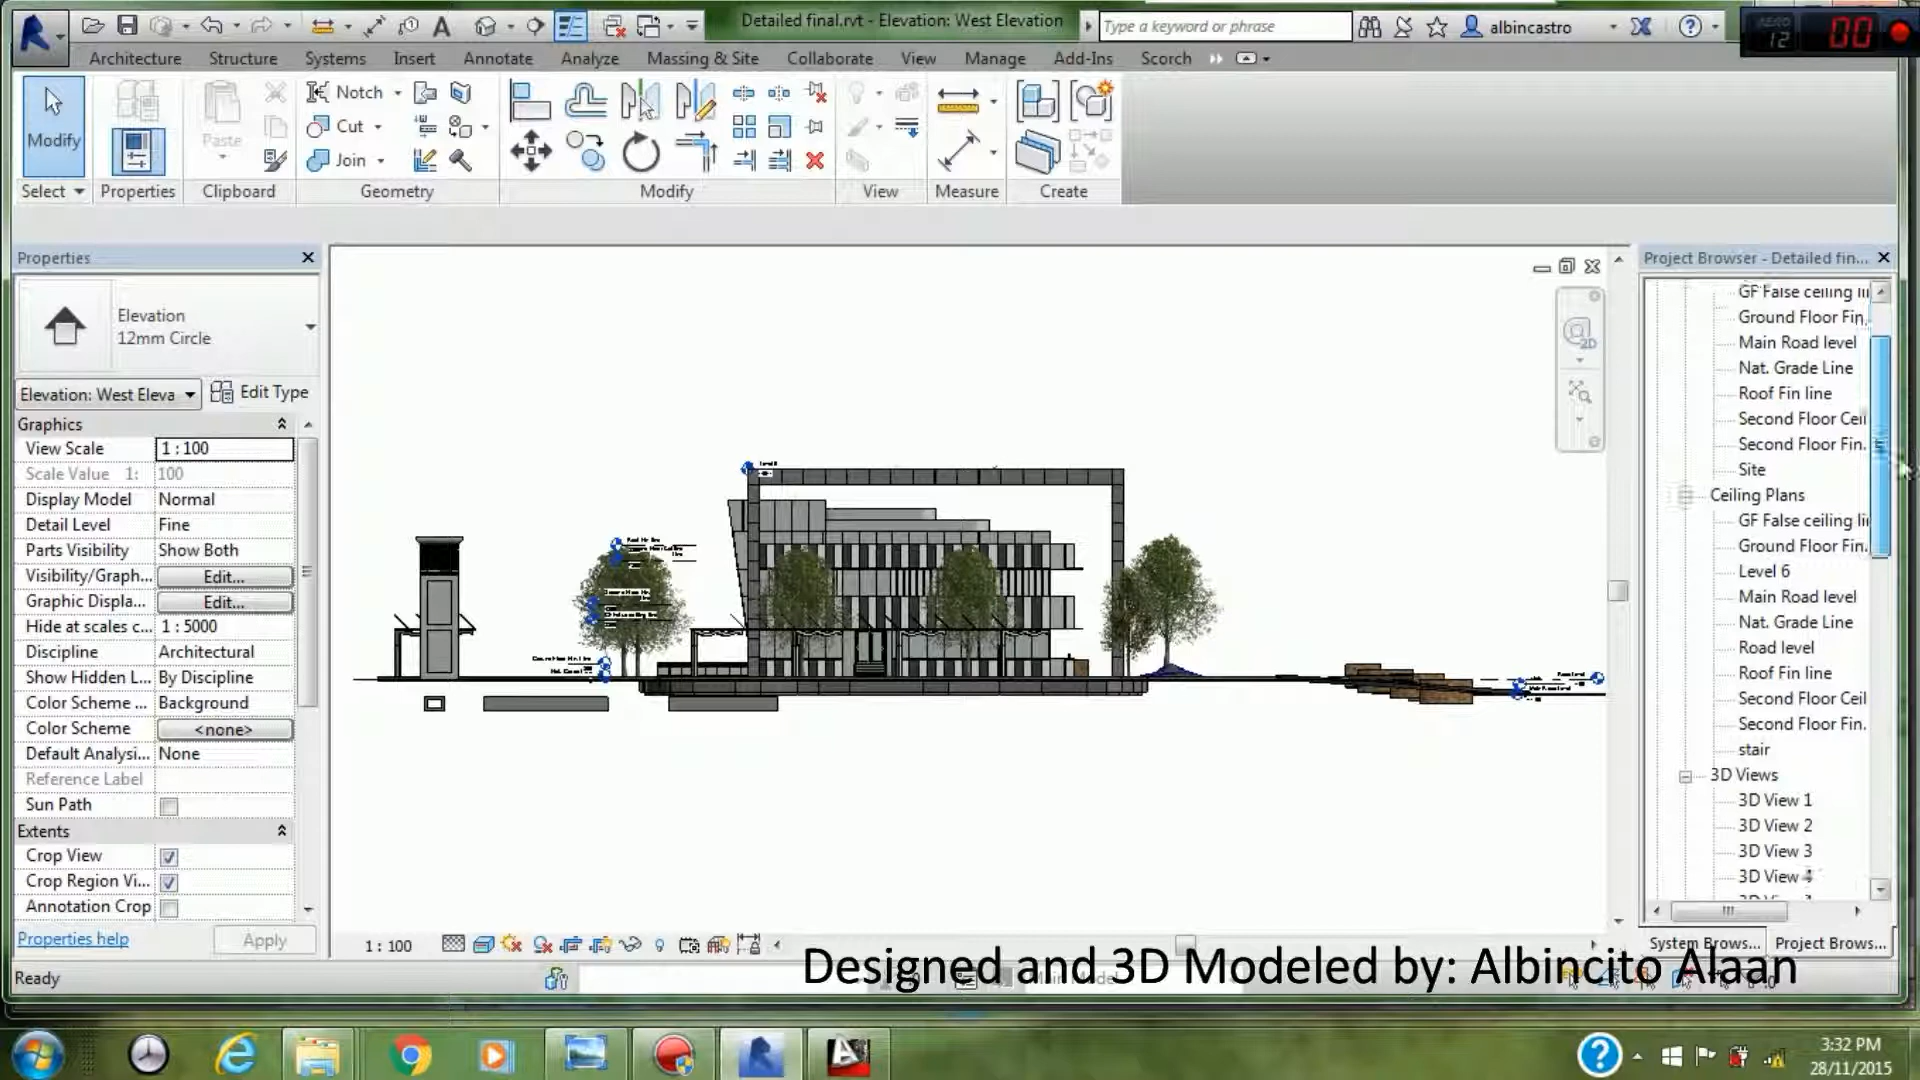 Detailed final.rvt - Elevation: West Elevation
Type a keyword or phrase
albincastro
12
00
Architecture
Structure
Systems
Insert
Annotate
Analyze
Massing & Site
Collaborate
View
Manage
Add-Ins
Scorch
Modify
Paste
Notch
Cut
Join
Select
Properties
Clipboard
Geometry
Modify
View
Measure
Create
Properties
Elevation
12mm Circle
Elevation: West Eleva
Edit Type
Graphics
View Scale 1 : 100
Scale Value 1: 100
Display Model Normal
Detail Level Fine
Parts Visibility Show Both
Visibility/Graph... Edit...
Graphic Displa... Edit...
Hide at scales c... 1 : 5000
Discipline Architectural
Show Hidden L... By Discipline
Color Scheme ... Background
Color Scheme <none>
Default Analysi... None
Reference Label
Sun Path
Extents
Crop View
Crop Region Vi...
Annotation Crop
Properties help
Apply
2D
Project Browser - Detailed fin...
GF False ceiling li
Ground Floor Fin.
Main Road level
Nat. Grade Line
Roof Fin line
Second Floor Ceil
Second Floor Fin.
Site
Ceiling Plans
GF False ceiling li
Ground Floor Fin.
Level 6
Main Road level
Nat. Grade Line
Road level
Roof Fin line
Second Floor Ceil
Second Floor Fin.
stair
3D Views
3D View 1
3D View 2
3D View 3
3D View 4
System Brows...
Project Brows...
1 : 100
Ready
Designed and 3D Modeled by: Albincito Alaan
3:32 PM
28/11/2015